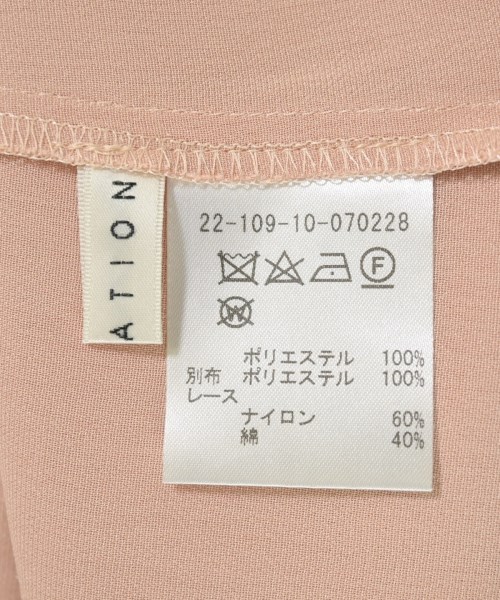 ATION
22-109-10-070228
F
W
ポリエステル 100%
別布 ポリエステル 100%
レース
ナイロン 60%
綿 40%